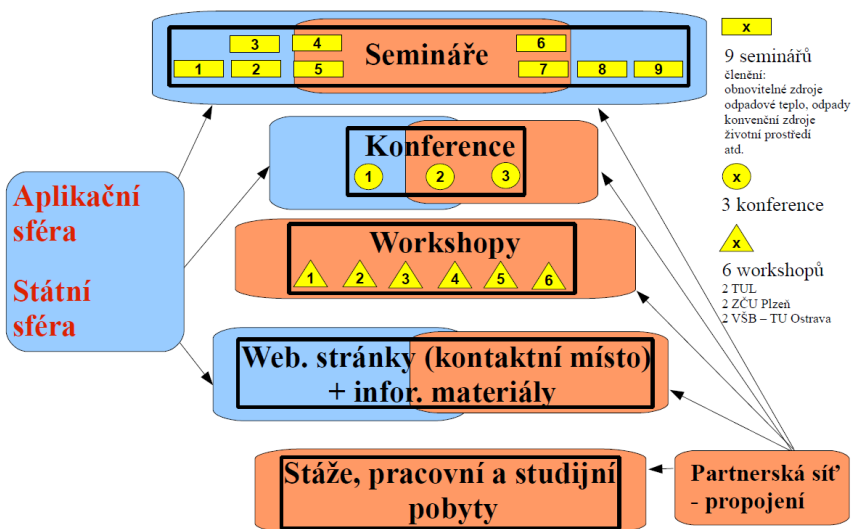 3
4
6
1
2
5
Semináře
7
8
9
Konference
1
2
3
Workshopy
1
2
3
4
5
6
Web. stránky (kontaktní místo)
+ infor. materiály
Stáže, pracovní a studijní
pobyty
Aplikační
sféra
Státní
sféra
Partnerská síť
- propojení
x
9 seminářů
členění:
obnovitelné zdroje
odpadové teplo, odpady
konvenční zdroje
životní prostředí
atd.
x
3 konference
x
6 workshopů
2 TUL
2 ZČU Plzeň
2 VŠB – TU Ostrava